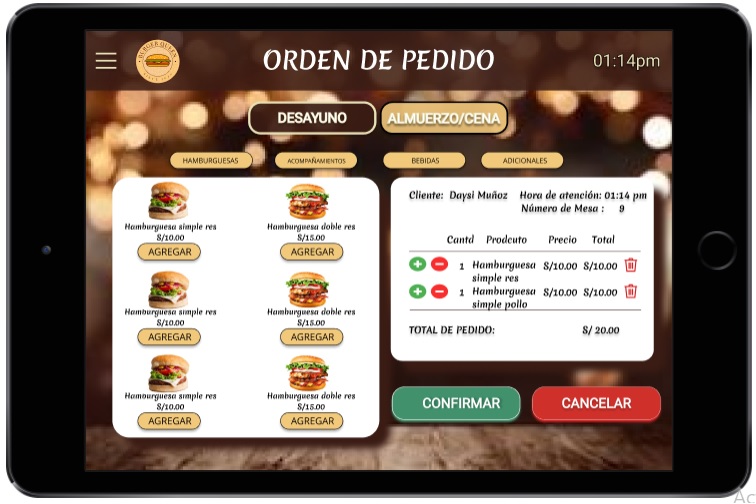 BURGER QUEEN
ORDEN DE PEDIDO
01:14pm
DESAYUNO
ALMUERZO/CENA
HAMBURGUESAS
ACOMPAÑAMIENTOS
BEBIDAS
ADICIONALES
Hamburguesa simple res
S/10.00
AGREGAR
Hamburguesa doble res
S/15.00
AGREGAR
Hamburguesa simple res
S/10.00
AGREGAR
Hamburguesa doble res
S/15.00
AGREGAR
Hamburguesa simple res
S/10.00
AGREGAR
Hamburguesa doble res
S/15.00
AGREGAR
Cliente: Daysi Muñoz Hora de atención: 01:14 pm
Número de Mesa : 9
Cantd Prodcuto Precio Total
1 Hamburguesa S/10.00 S/10.00
simple res
1 Hamburguesa S/10.00 S/10.00
simple pollo
TOTAL DE PEDIDO: S/ 20.00
CONFIRMAR
CANCELAR